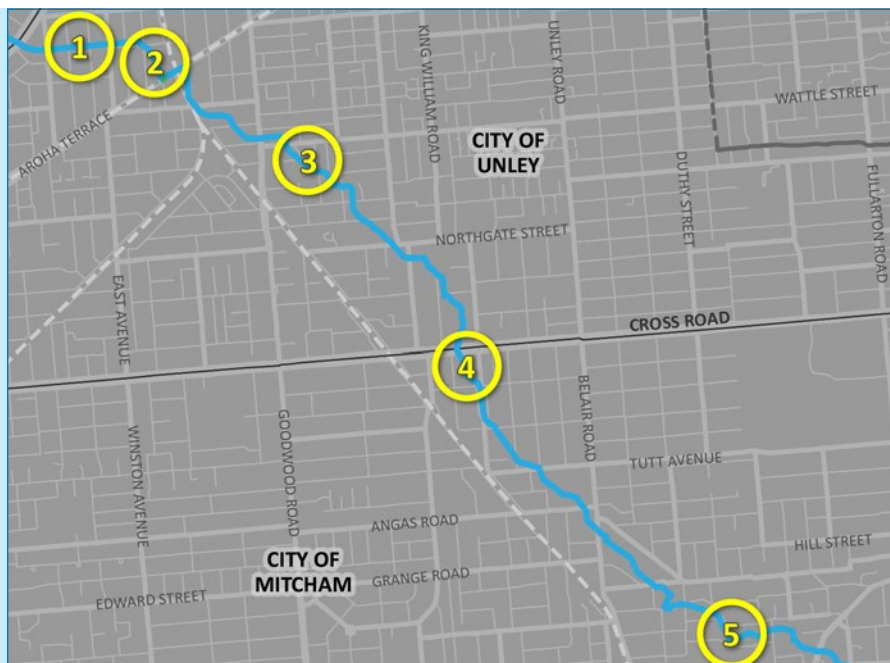 1
2
3
4
5
AROHA TERRACE
KING WILLIAM ROAD
UNLEY ROAD
WATTLE STREET
CITY OF
UNLEY
DUTHY STREET
FULLARTON ROAD
NORTHGATE STREET
EAST AVENUE
CROSS ROAD
WINSTON AVENUE
GOODWOOD ROAD
BELAIR ROAD
TUTT AVENUE
ANGAS ROAD
HILL STREET
CITY OF
MITCHAM
GRANGE ROAD
EDWARD STREET